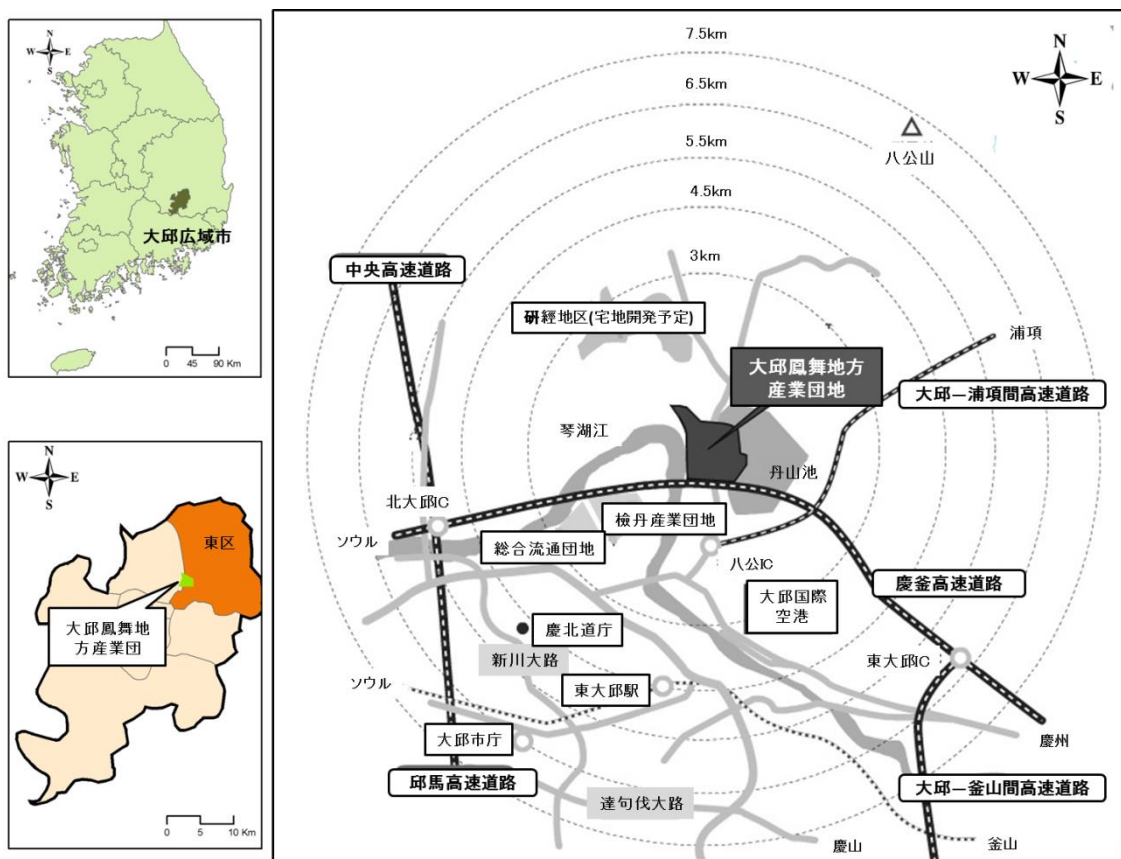 N
W E
S
大邱広域市
0 45 90 Km
N
W E
S
東区
大邱鳳舞地
方産業団
0 5 10 Km
7.5km
6.5km
5.5km
4.5km
3km
N
W E
S
八公山
中央高速道路
研經地区(宅地開発予定)
浦項
大邱鳳舞地方
産業団地
大邱—浦項間高速道路
琴湖江
丹山池
北大邱IC
檢丹産業団地
ソウル
総合流通団地
八公IC
慶釜高速道路
大邱国際
空港
慶北道庁
新川大路
東大邱IC
ソウル
東大邱駅
大邱市庁
慶州
邱馬高速道路
大邱—釜山間高速道路
達句伐大路
慶山
釜山